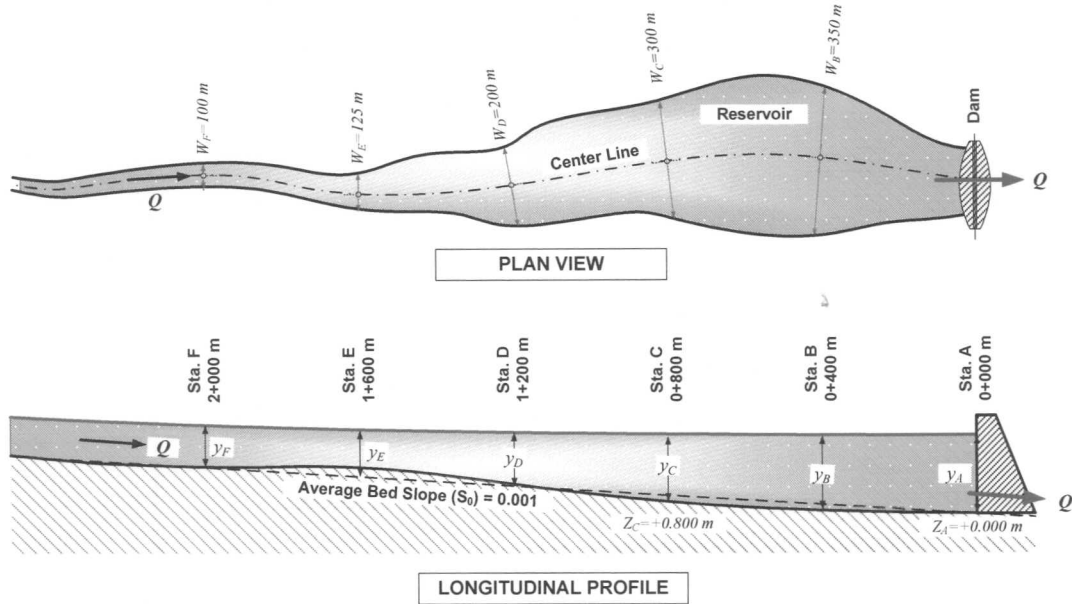 W_F=100 m
W_E=125 m
W_D=200 m
W_C=300 m
W_B=350 m
Dam
Reservoir
Center Line
Q
Q
PLAN VIEW
Sta. F
2+000 m
Sta. E
1+600 m
Sta. D
1+200 m
Sta. C
0+800 m
Sta. B
0+400 m
Sta. A
0+000 m
Q
y_F
y_E
y_D
y_C
y_B
y_A
Average Bed Slope (S_0) = 0.001
Q
Z_C=+0.800 m
Z_A=+0.000 m
LONGITUDINAL PROFILE